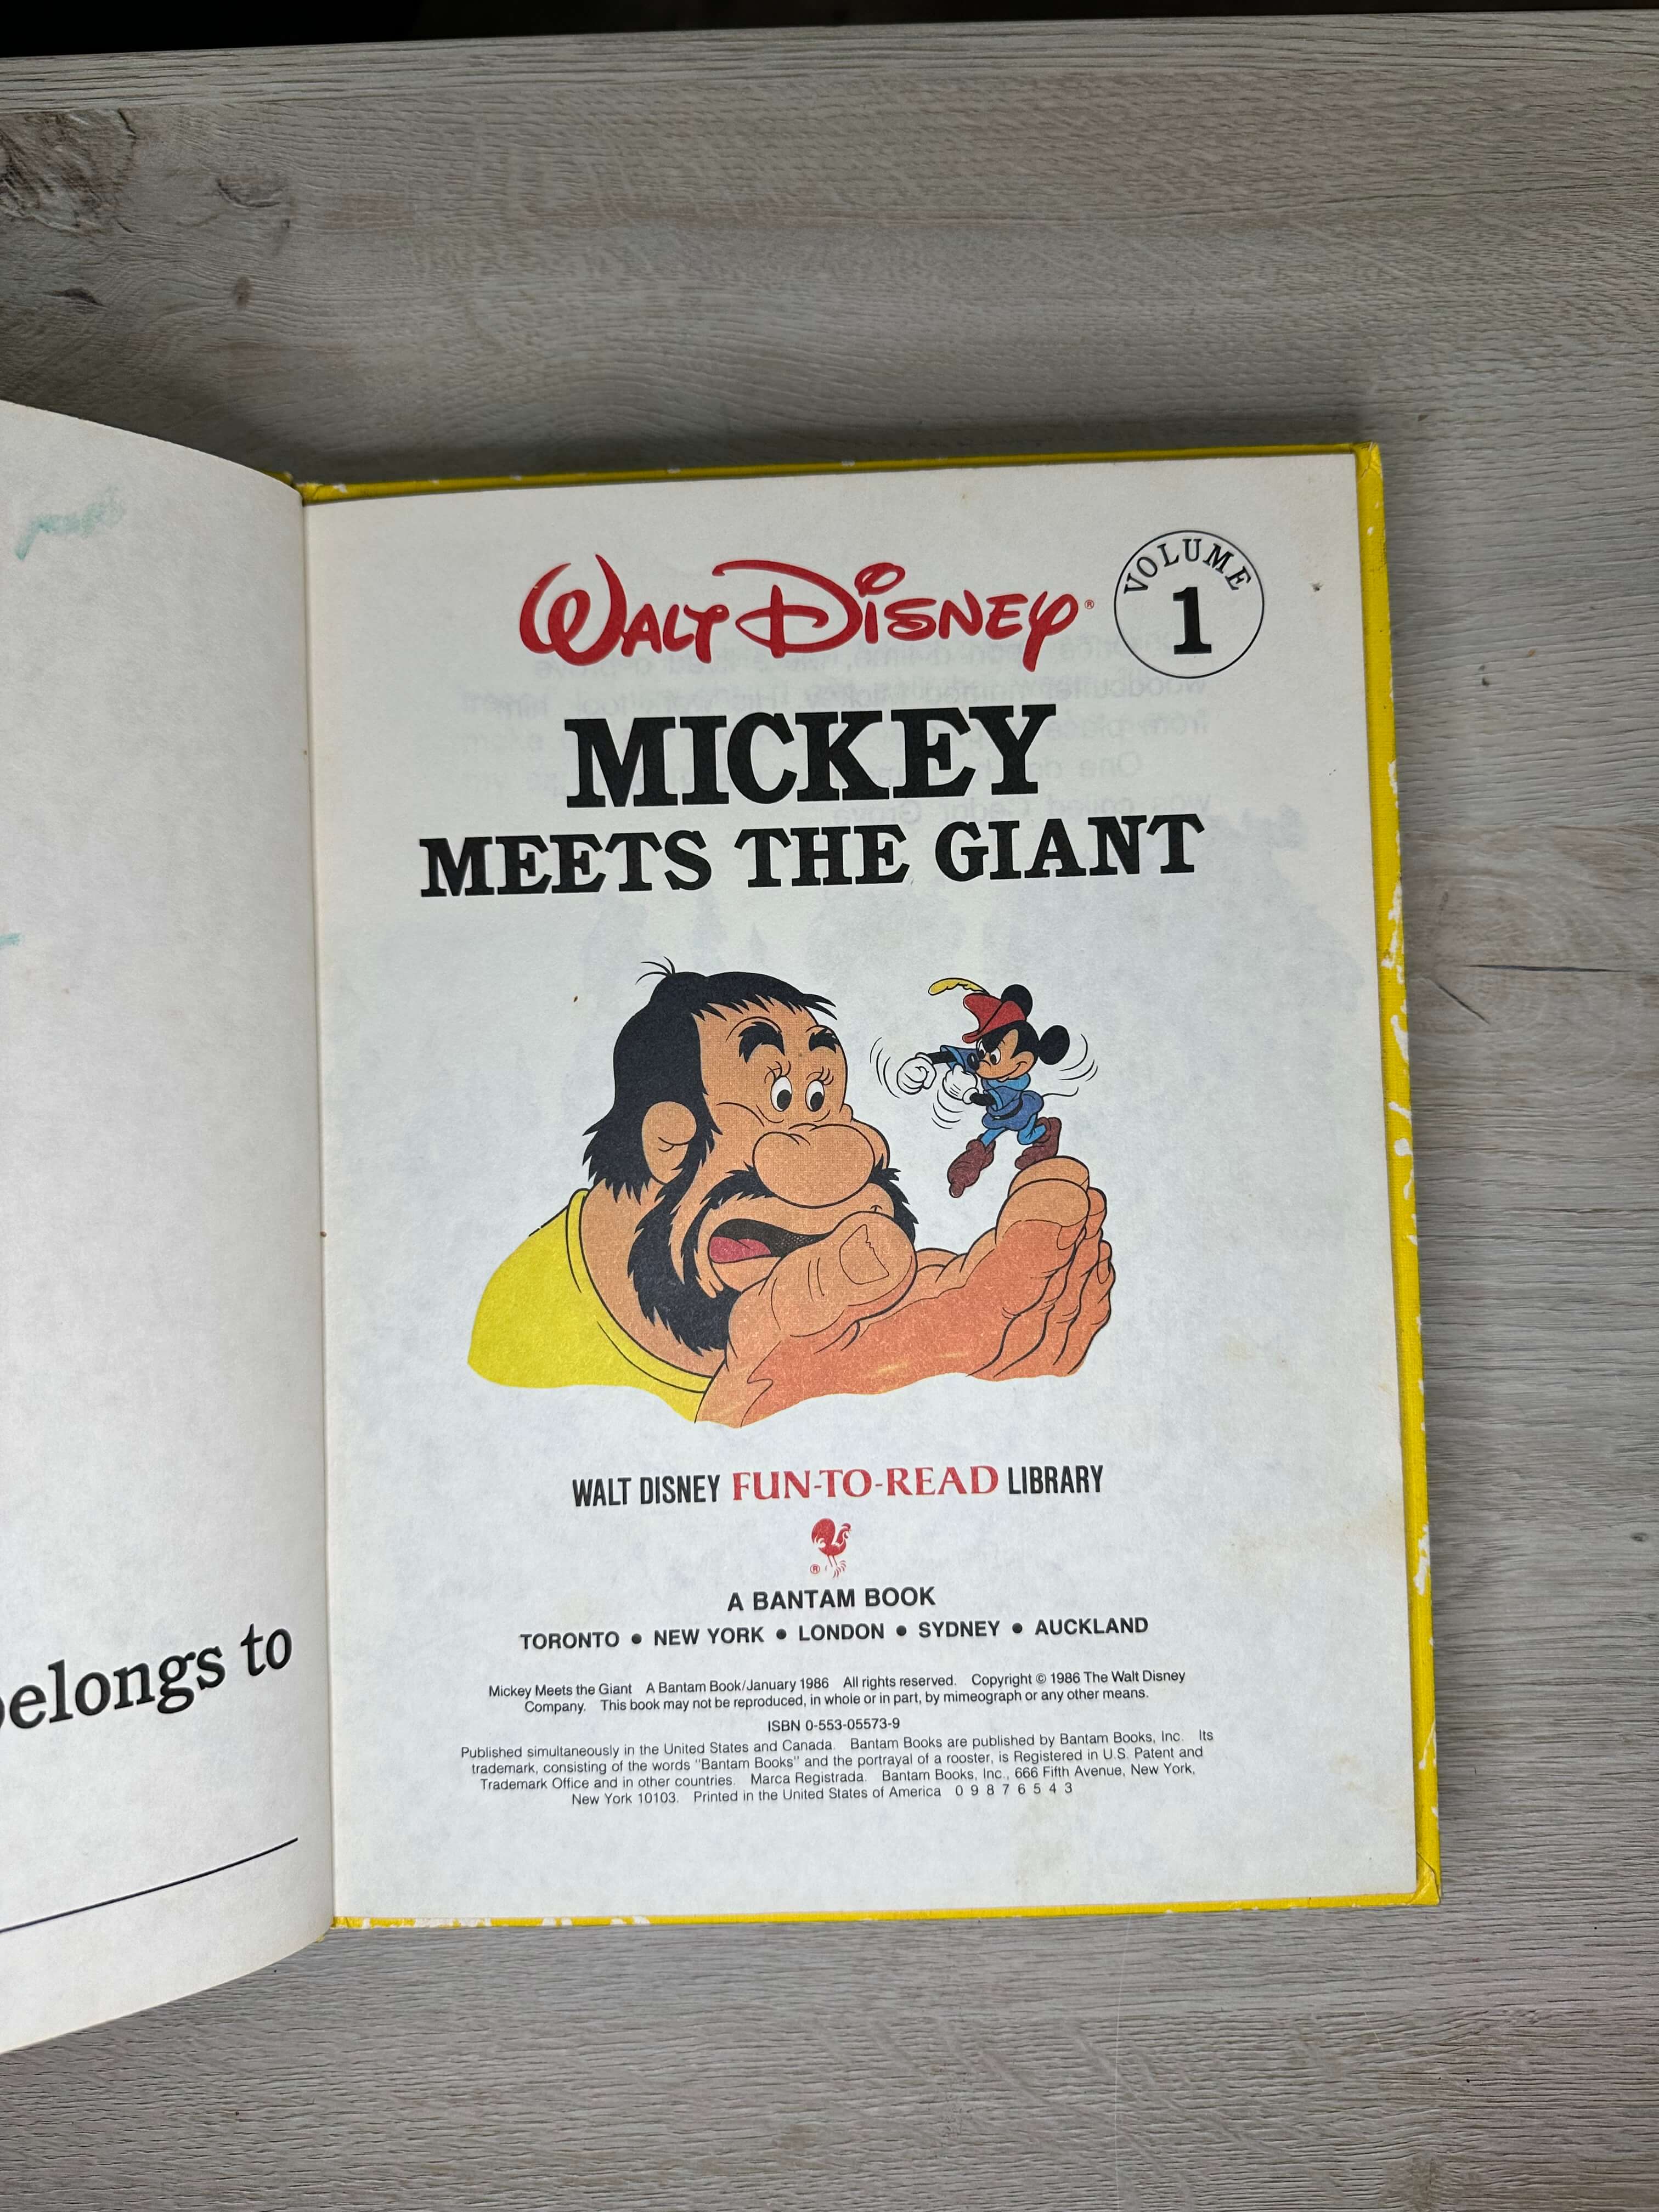 belongs to
WALT DISNEY®
VOLUME
1
MICKEY
MEETS THE GIANT
WALT DISNEY FUN-TO-READ LIBRARY
®
A BANTAM BOOK
TORONTO • NEW YORK • LONDON • SYDNEY • AUCKLAND
Mickey Meets the Giant A Bantam Book/January 1986 All rights reserved. Copyright © 1986 The Walt Disney
Company. This book may not be reproduced, in whole or in part, by mimeograph or any other means.
ISBN 0-553-05573-9
Published simultaneously in the United States and Canada. Bantam Books are published by Bantam Books, Inc. Its
trademark, consisting of the words "Bantam Books" and the portrayal of a rooster, is Registered in U.S. Patent and
Trademark Office and in other countries. Marca Registrada. Bantam Books, Inc., 666 Fifth Avenue, New York,
New York 10103. Printed in the United States of America 0 9 8 7 6 5 4 3